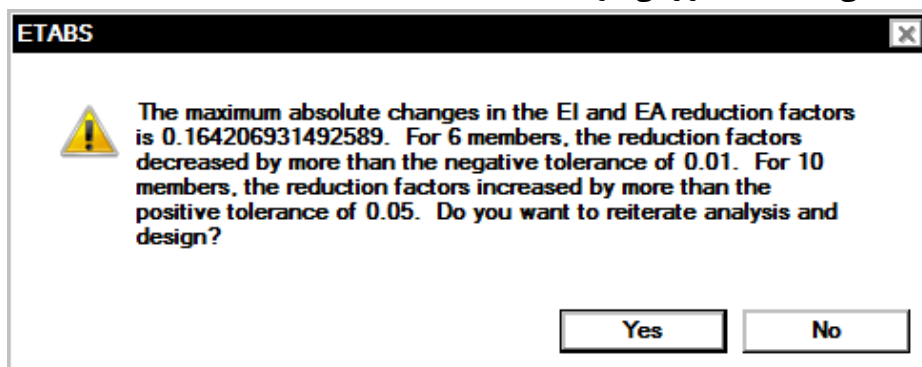 ETABS
The maximum absolute changes in the EI and EA reduction factors
is 0.164206931492589. For 6 members, the reduction factors
decreased by more than the negative tolerance of 0.01. For 10
members, the reduction factors increased by more than the
positive tolerance of 0.05. Do you want to reiterate analysis and
design?
Yes No